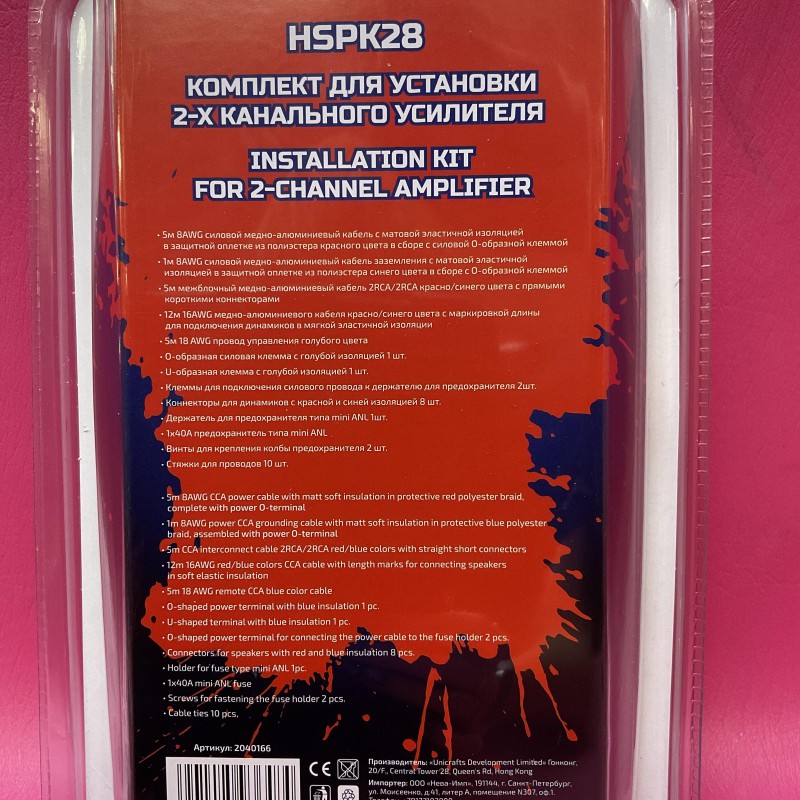 HSPK28
КОМПЛЕКТ ДЛЯ УСТАНОВКИ
2-Х КАНАЛЬНОГО УСИЛИТЕЛЯ
INSTALLATION KIT
FOR 2-CHANNEL AMPLIFIER
• 5м 8AWG силовой медно-алюминиевый кабель с матовой эластичной изоляцией
в защитной оплетке из полиэстера красного цвета в сборе с силовой О-образной клеммой
• 1м 8AWG силовой медно-алюминиевый кабель заземления с матовой эластичной
изоляцией в защитной оплетке из полиэстера синего цвета в сборе с О-образной клеммой
• 5м межблочный медно-алюминиевый кабель 2RCA/2RCA красно/синего цвета с прямыми
короткими коннекторами
• 12м 16AWG медно-алюминиевого кабеля красно/синего цвета с маркировкой длины
для подключения динамиков в мягкой эластичной изоляции
• 5м 18 AWG провод управления голубого цвета
• О-образная силовая клемма с голубой изоляцией 1 шт.
• U-образная клемма с голубой изоляцией 1 шт.
• Клеммы для подключения силового провода к держателю для предохранителя 2шт.
• Коннекторы для динамиков с красной и синей изоляцией 8 шт.
• Держатель для предохранителя типа mini ANL 1шт.
• 1x40A предохранитель типа mini ANL
• Винты для крепления колбы предохранителя 2 шт.
• Стяжки для проводов 10 шт.
• 5m 8AWG CCA power cable with matt soft insulation in protective red polyester braid,
complete with power O-terminal
• 1m 8AWG power CCA grounding cable with matt soft insulation in protective blue polyester
braid, assembled with power O-terminal
• 5m CCA interconnect cable 2RCA/2RCA red/blue colors with straight short connectors
• 12m 16AWG red/blue colors CCA cable with length marks for connecting speakers
in soft elastic insulation
• 5m 18 AWG remote CCA blue color cable
• O-shaped power terminal with blue insulation 1 pc.
• U-shaped terminal with blue insulation 1 pc.
• O-shaped power terminal for connecting the power cable to the fuse holder 2 pcs.
• Connectors for speakers with red and blue insulation 8 pcs.
• Holder for fuse type mini ANL 1pc.
• 1x40A mini ANL fuse
• Screws for fastening the fuse holder 2 pcs.
• Cable ties 10 pcs.
Артикул: 2040166
CE
Производитель: «Unicrafts Development Limited» Гонконг,
20/F., Central Tower 28, Queen's Rd, Hong Kong
Импортер: ООО «Нева-Имп», 191144, г. Санкт-Петербург,
ул. Моисеенко, д.41, литер А, помещение N307, оф.1.